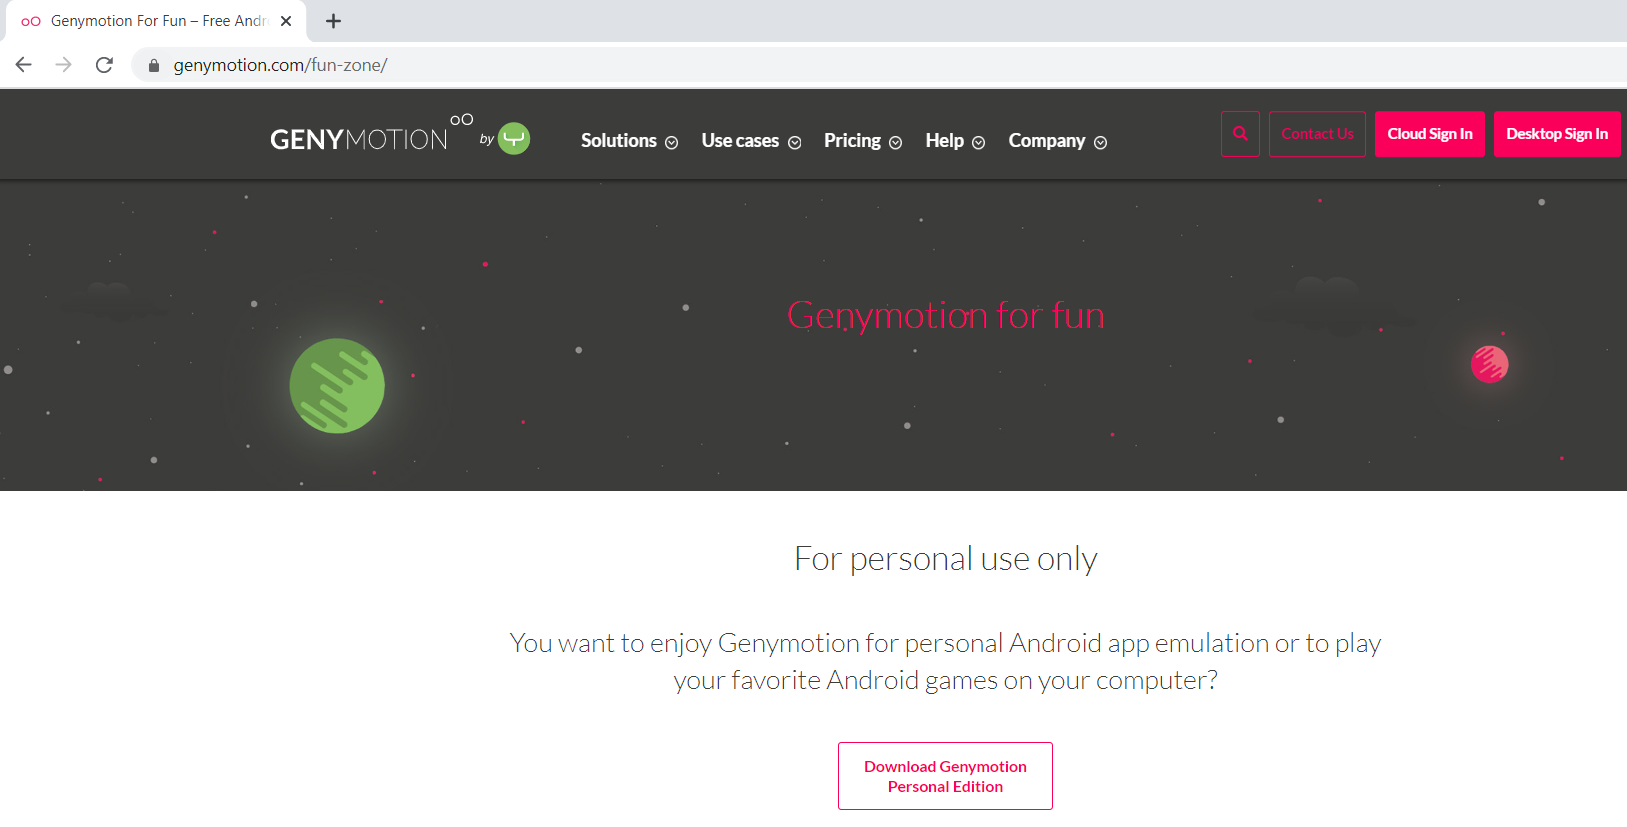 oO Genymotion For Fun – Free Andr
genymotion.com/fun-zone/
GENYMOTION oO by
Solutions Use cases Pricing Help Company
Contact Us Cloud Sign In Desktop Sign In
Genymotion for fun
For personal use only
You want to enjoy Genymotion for personal Android app emulation or to play
your favorite Android games on your computer?
Download Genymotion
Personal Edition